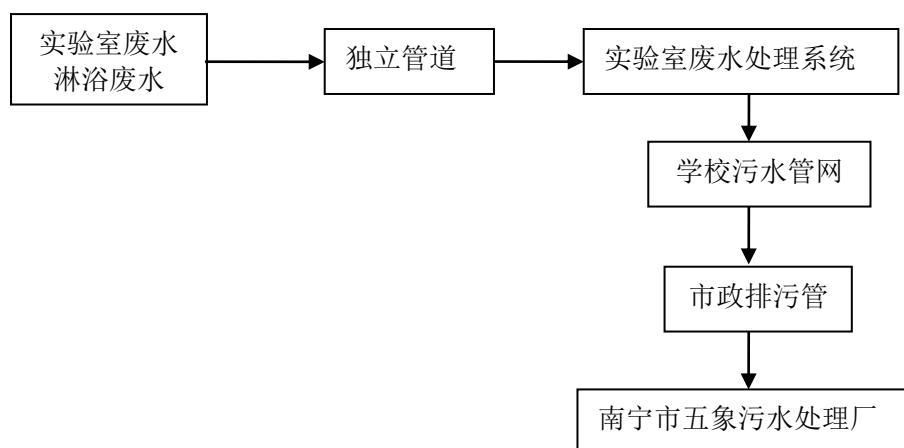 实验室废水
淋浴废水
独立管道
实验室废水处理系统
学校污水管网
市政排污管
南宁市五象污水处理厂